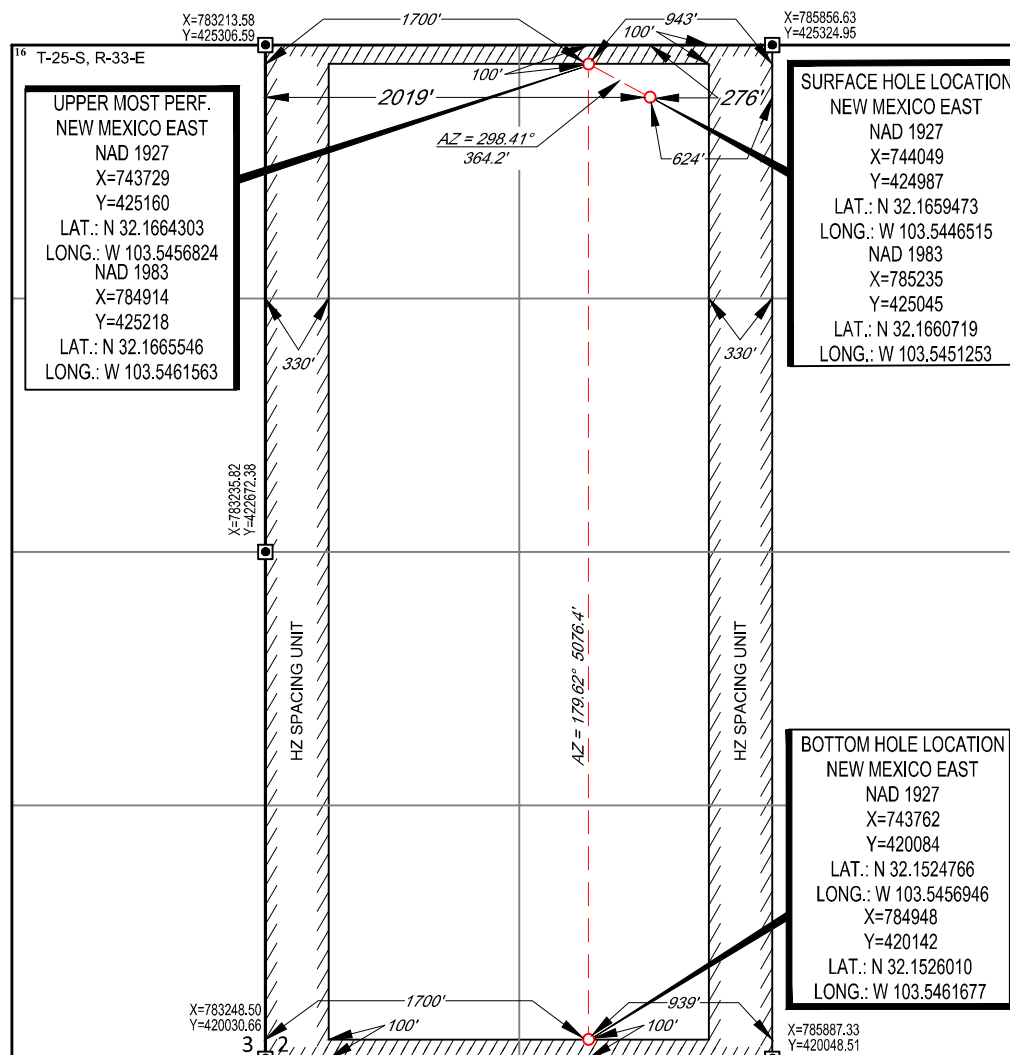 X=783213.58
Y=425306.59
1700'
943'
X=785856.63
Y=425324.95
16 T-25-S, R-33-E
100'
100'
UPPER MOST PERF.
NEW MEXICO EAST
NAD 1927
X=743729
Y=425160
LAT.: N 32.1664303
LONG.: W 103.5456824
NAD 1983
X=784914
Y=425218
LAT.: N 32.1665546
LONG.: W 103.5461563
2019'
276'
AZ = 298.41°
364.2'
624'
SURFACE HOLE LOCATION
NEW MEXICO EAST
NAD 1927
X=744049
Y=424987
LAT.: N 32.1659473
LONG.: W 103.5446515
NAD 1983
X=785235
Y=425045
LAT.: N 32.1660719
LONG.: W 103.5451253
330'
330'
X=783235.82
Y=422672.38
HZ SPACING UNIT
AZ = 179.62° 5076.4'
HZ SPACING UNIT
BOTTOM HOLE LOCATION
NEW MEXICO EAST
NAD 1927
X=743762
Y=420084
LAT.: N 32.1524766
LONG.: W 103.5456946
X=784948
Y=420142
LAT.: N 32.1526010
LONG.: W 103.5461677
X=783248.50
Y=420030.66
1700'
939'
100'
100'
3 2
X=785887.33
Y=420048.51